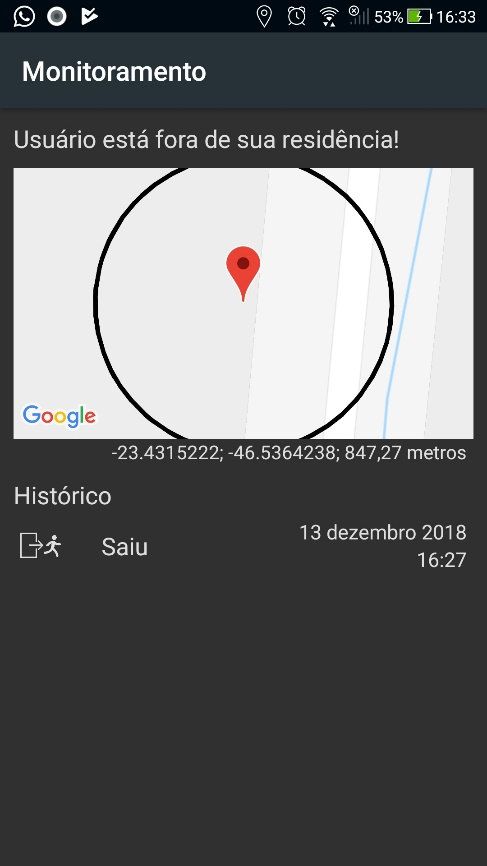 53% 16:33
Monitoramento
Usuário está fora de sua residência!
Google
-23.4315222; -46.5364238; 847,27 metros
Histórico
Saiu
13 dezembro 2018
16:27